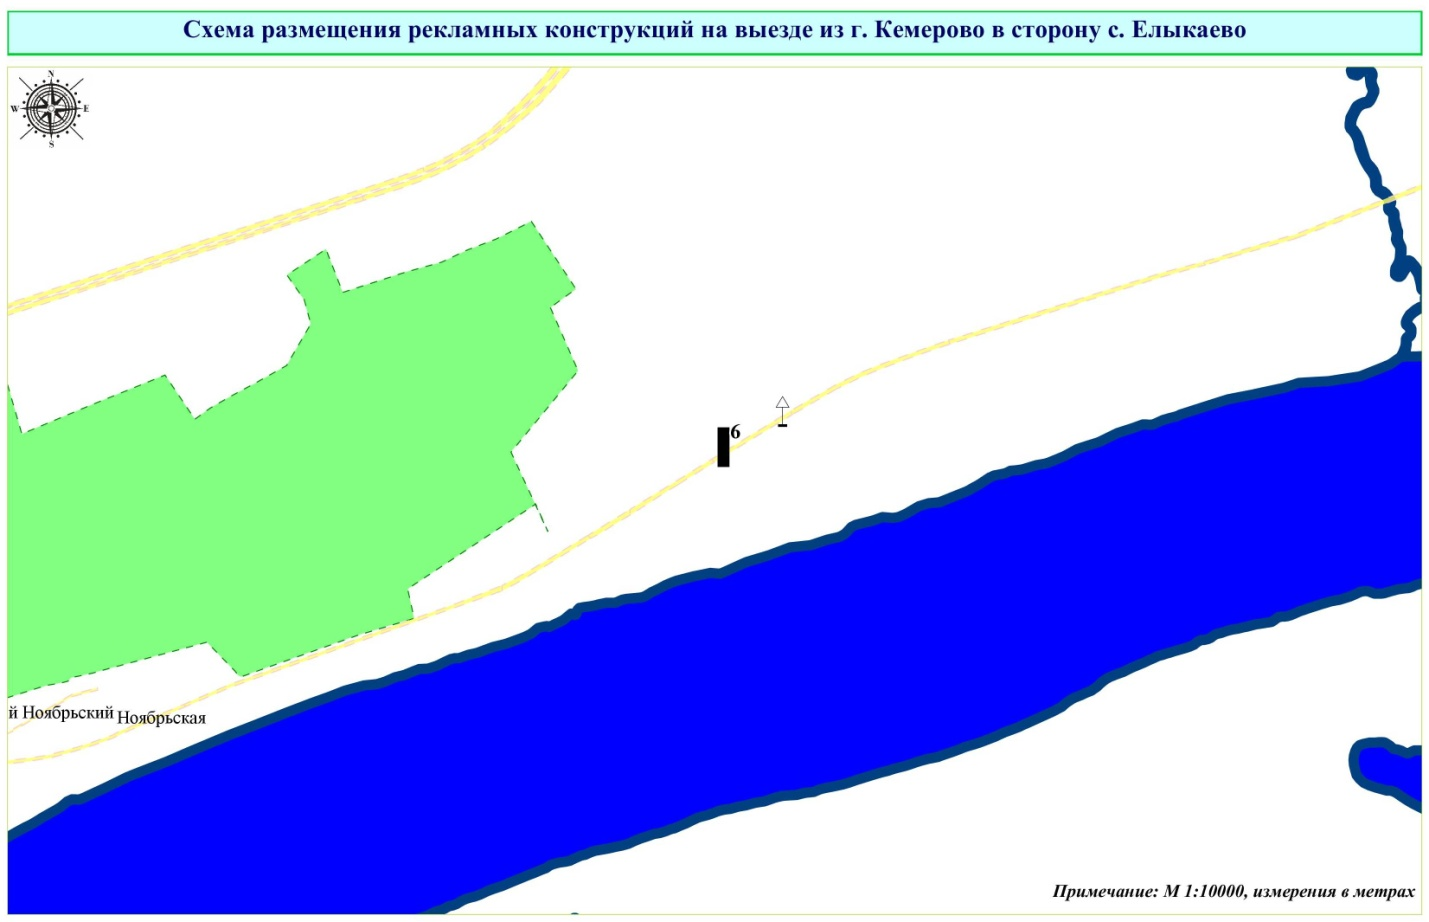 Схема размещения рекламных конструкций на выезде из г. Кемерово в сторону с. Елыкаево
N
W E
S
6
й Ноябрьский Ноябрьская
Примечание: М 1:10000, измерения в метрах